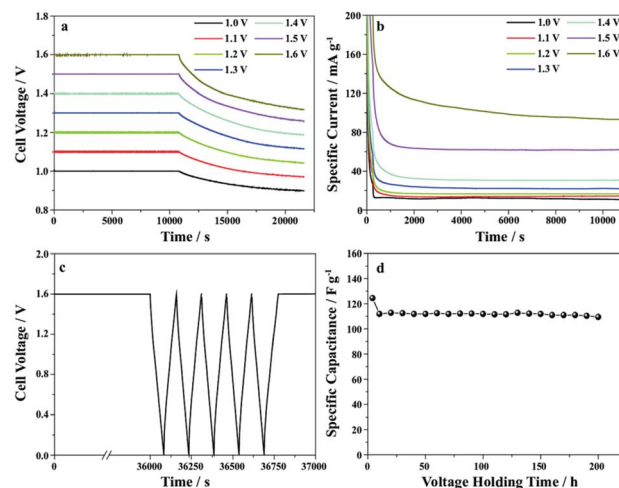 a
1.0 V
1.1 V
1.2 V
1.3 V
1.4 V
1.5 V
1.6 V
Cell Voltage / V
1.8
1.6
1.4
1.2
1.0
0.8
0
5000
10000
15000
20000
Time / s
b
1.0 V
1.1 V
1.2 V
1.3 V
1.4 V
1.5 V
1.6 V
Specific Current / mA g⁻¹
200
160
120
80
40
0
0
2000
4000
6000
8000
10000
Time / s
c
Cell Voltage / V
2.0
1.6
1.2
0.8
0.4
0.0
0
36000
36250
36500
36750
37000
Time / s
d
Specific Capacitance / F g⁻¹
160
140
120
100
80
60
40
20
0
0
50
100
150
200
Voltage Holding Time / h